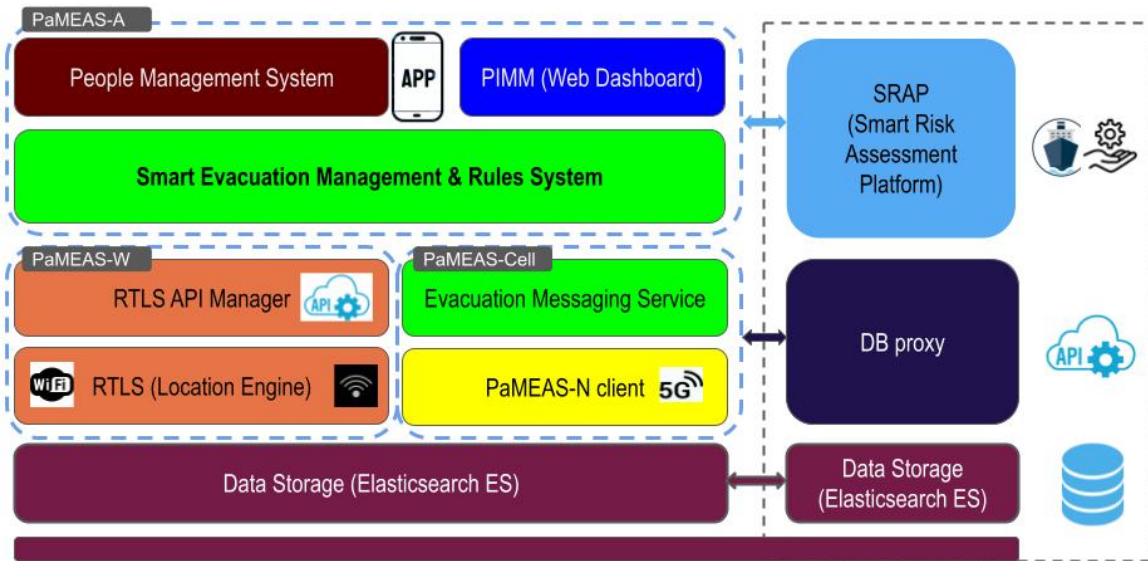 PaMEAS-A
People Management System
APP
PIMM (Web Dashboard)
Smart Evacuation Management & Rules System
SRAP
(Smart Risk
Assessment
Platform)
PaMEAS-W
RTLS API Manager
API
PaMEAS-Cell
Evacuation Messaging Service
WiFi
RTLS (Location Engine)
PaMEAS-N client
5G
DB proxy
API
Data Storage (Elasticsearch ES)
Data Storage
(Elasticsearch ES)